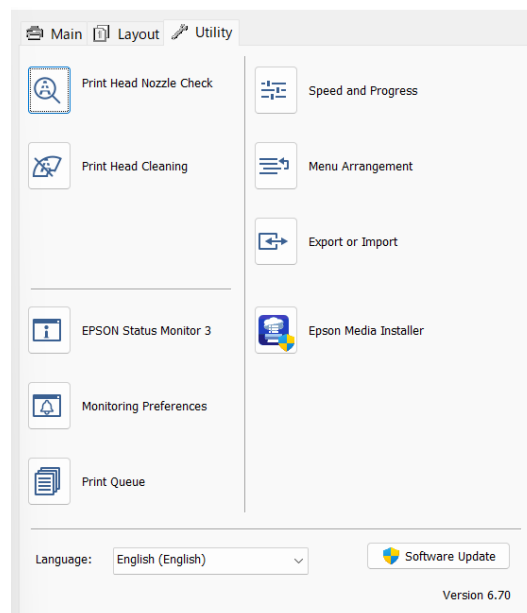 Main
Layout
Utility
Print Head Nozzle Check
Print Head Cleaning
EPSON Status Monitor 3
Monitoring Preferences
Print Queue
Speed and Progress
Menu Arrangement
Export or Import
Epson Media Installer
Language:
English (English)
Software Update
Version 6.70